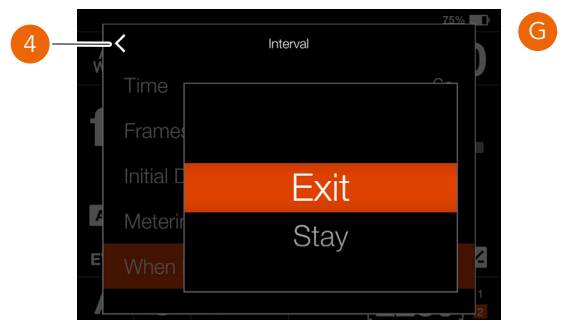 75%
4
G
Interval
Time
Frames
Initial D
Meterin
When
Exit
Stay